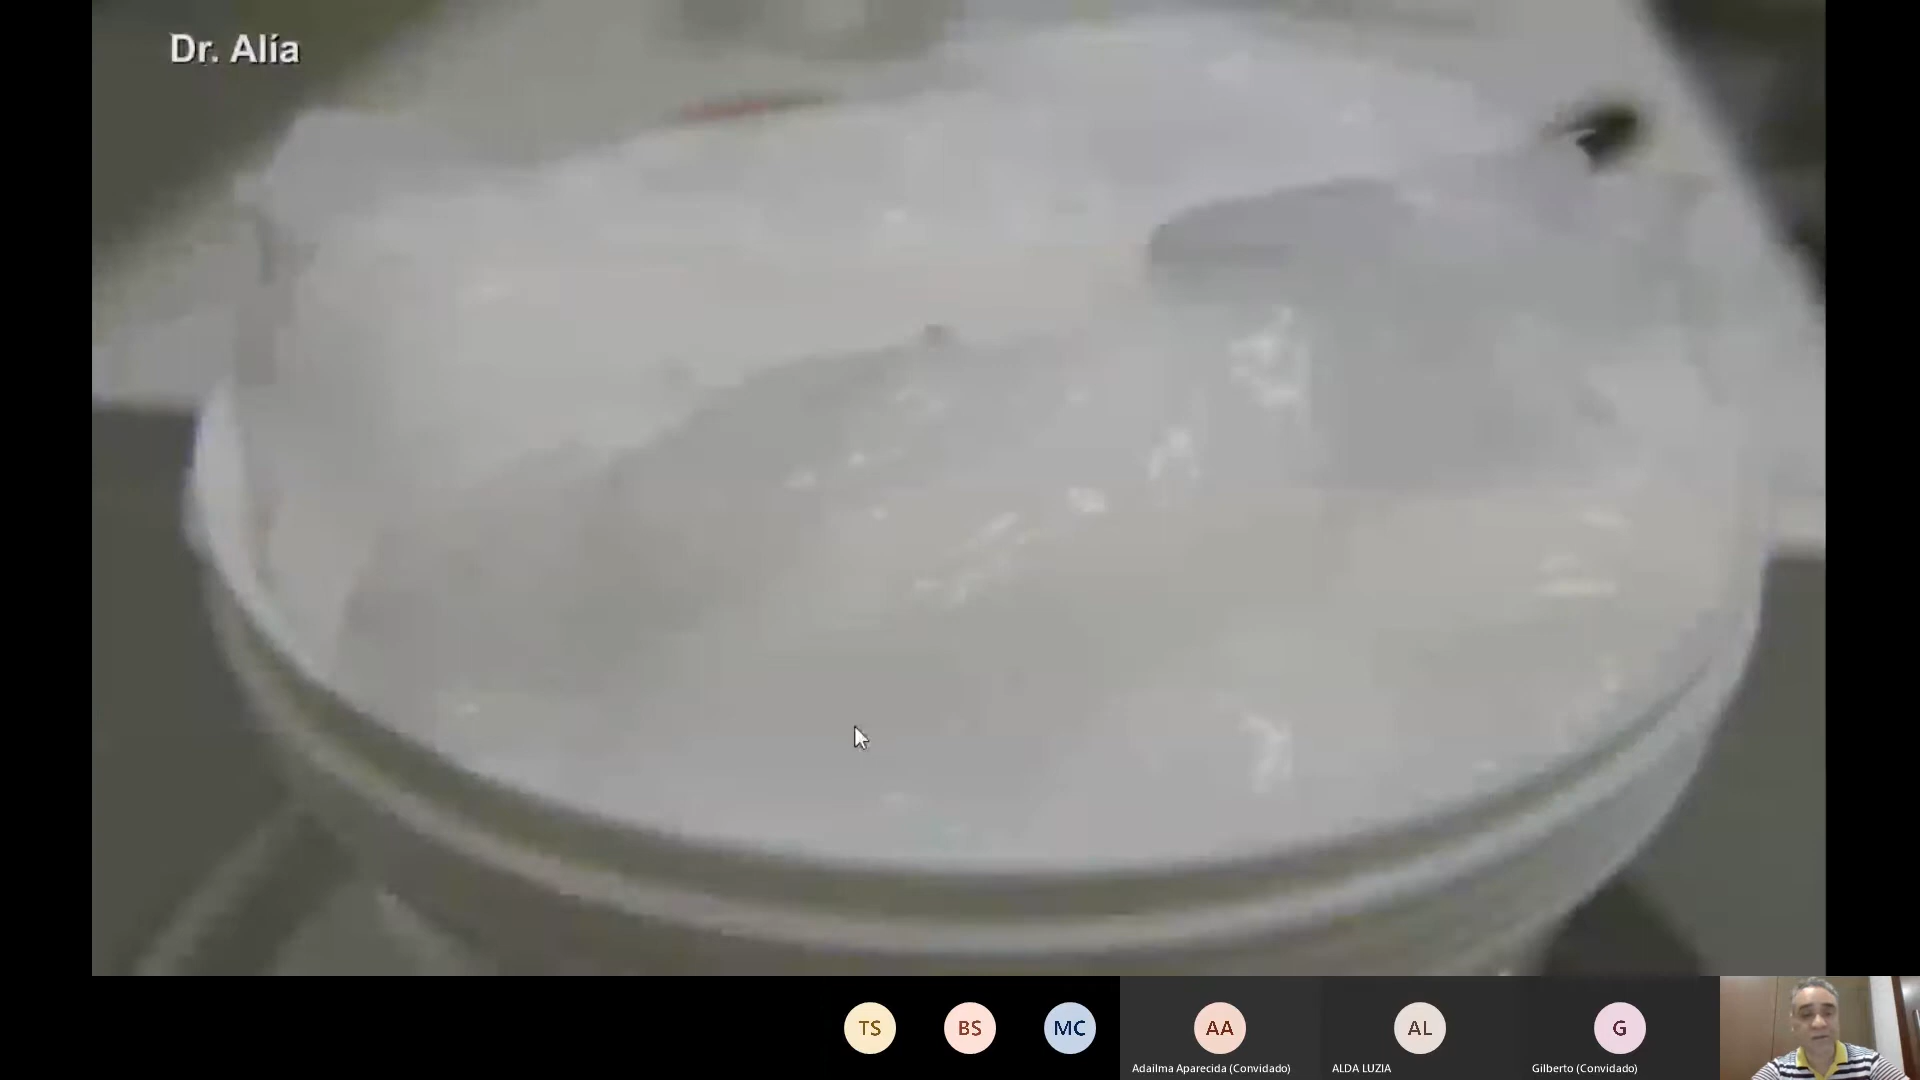 Dr. Alía
TS
BS
MC
AA
AL
G
Adailma Aparecida (Convidado)
ALDA LUZIA
Gilberto (Convidado)